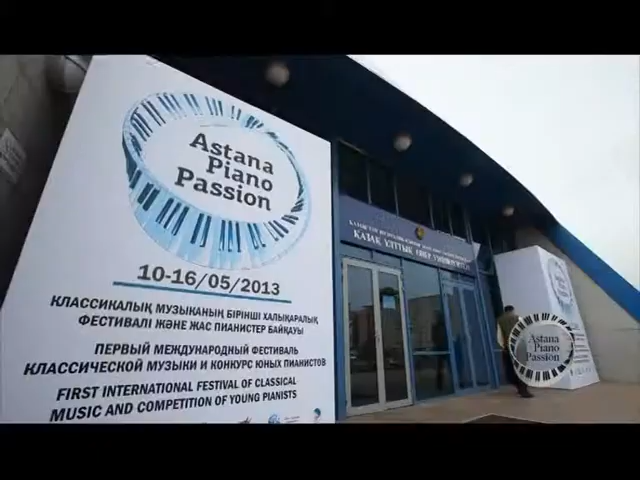 Astana
Piano
Passion
10-16/05/2013
КЛАССИКАЛЫҚ МУЗЫКАНЫҢ БІРІНШІ ХАЛЫҚАРАЛЫҚ
ФЕСТИВАЛІ ЖӘНЕ ЖАС ПИАНИСТЕР БАЙҚАУЫ
ПЕРВЫЙ МЕЖДУНАРОДНЫЙ ФЕСТИВАЛЬ
КЛАССИЧЕСКОЙ МУЗЫКИ И КОНКУРС ЮНЫХ ПИАНИСТОВ
FIRST INTERNATIONAL FESTIVAL OF CLASSICAL
MUSIC AND COMPETITION OF YOUNG PIANISTS
ҚАЗАҚ ҰЛТТЫҚ ӨНЕР УНИВЕРСИТЕТІ
Astana
Piano
Passion